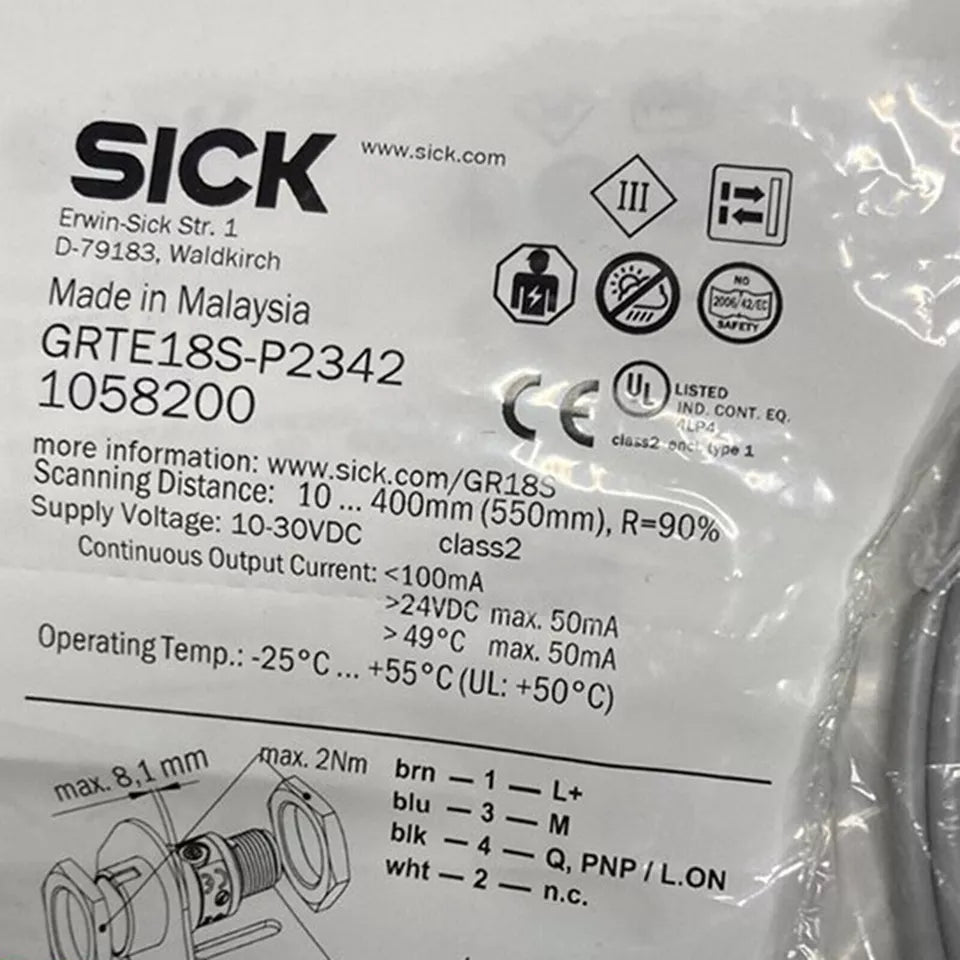 SICK
www.sick.com
Erwin-Sick Str. 1
D-79183, Waldkirch
Made in Malaysia
GRTE18S-P2342
1058200
III
NO
2006/42/EC
SAFETY
CE
UL
LISTED
IND. CONT. EQ.
4LP4
class2 encl type 1
more information: www.sick.com/GR18S
Scanning Distance: 10 ... 400mm (550mm), R=90%
Supply Voltage: 10-30VDC class2
Continuous Output Current: <100mA
>24VDC max. 50mA
> 49°C max. 50mA
Operating Temp.: -25°C ... +55°C (UL: +50°C)
max. 8,1 mm
max. 2Nm
brn — 1 — L+
blu — 3 — M
blk — 4 — Q, PNP / L.ON
wht — 2 — n.c.